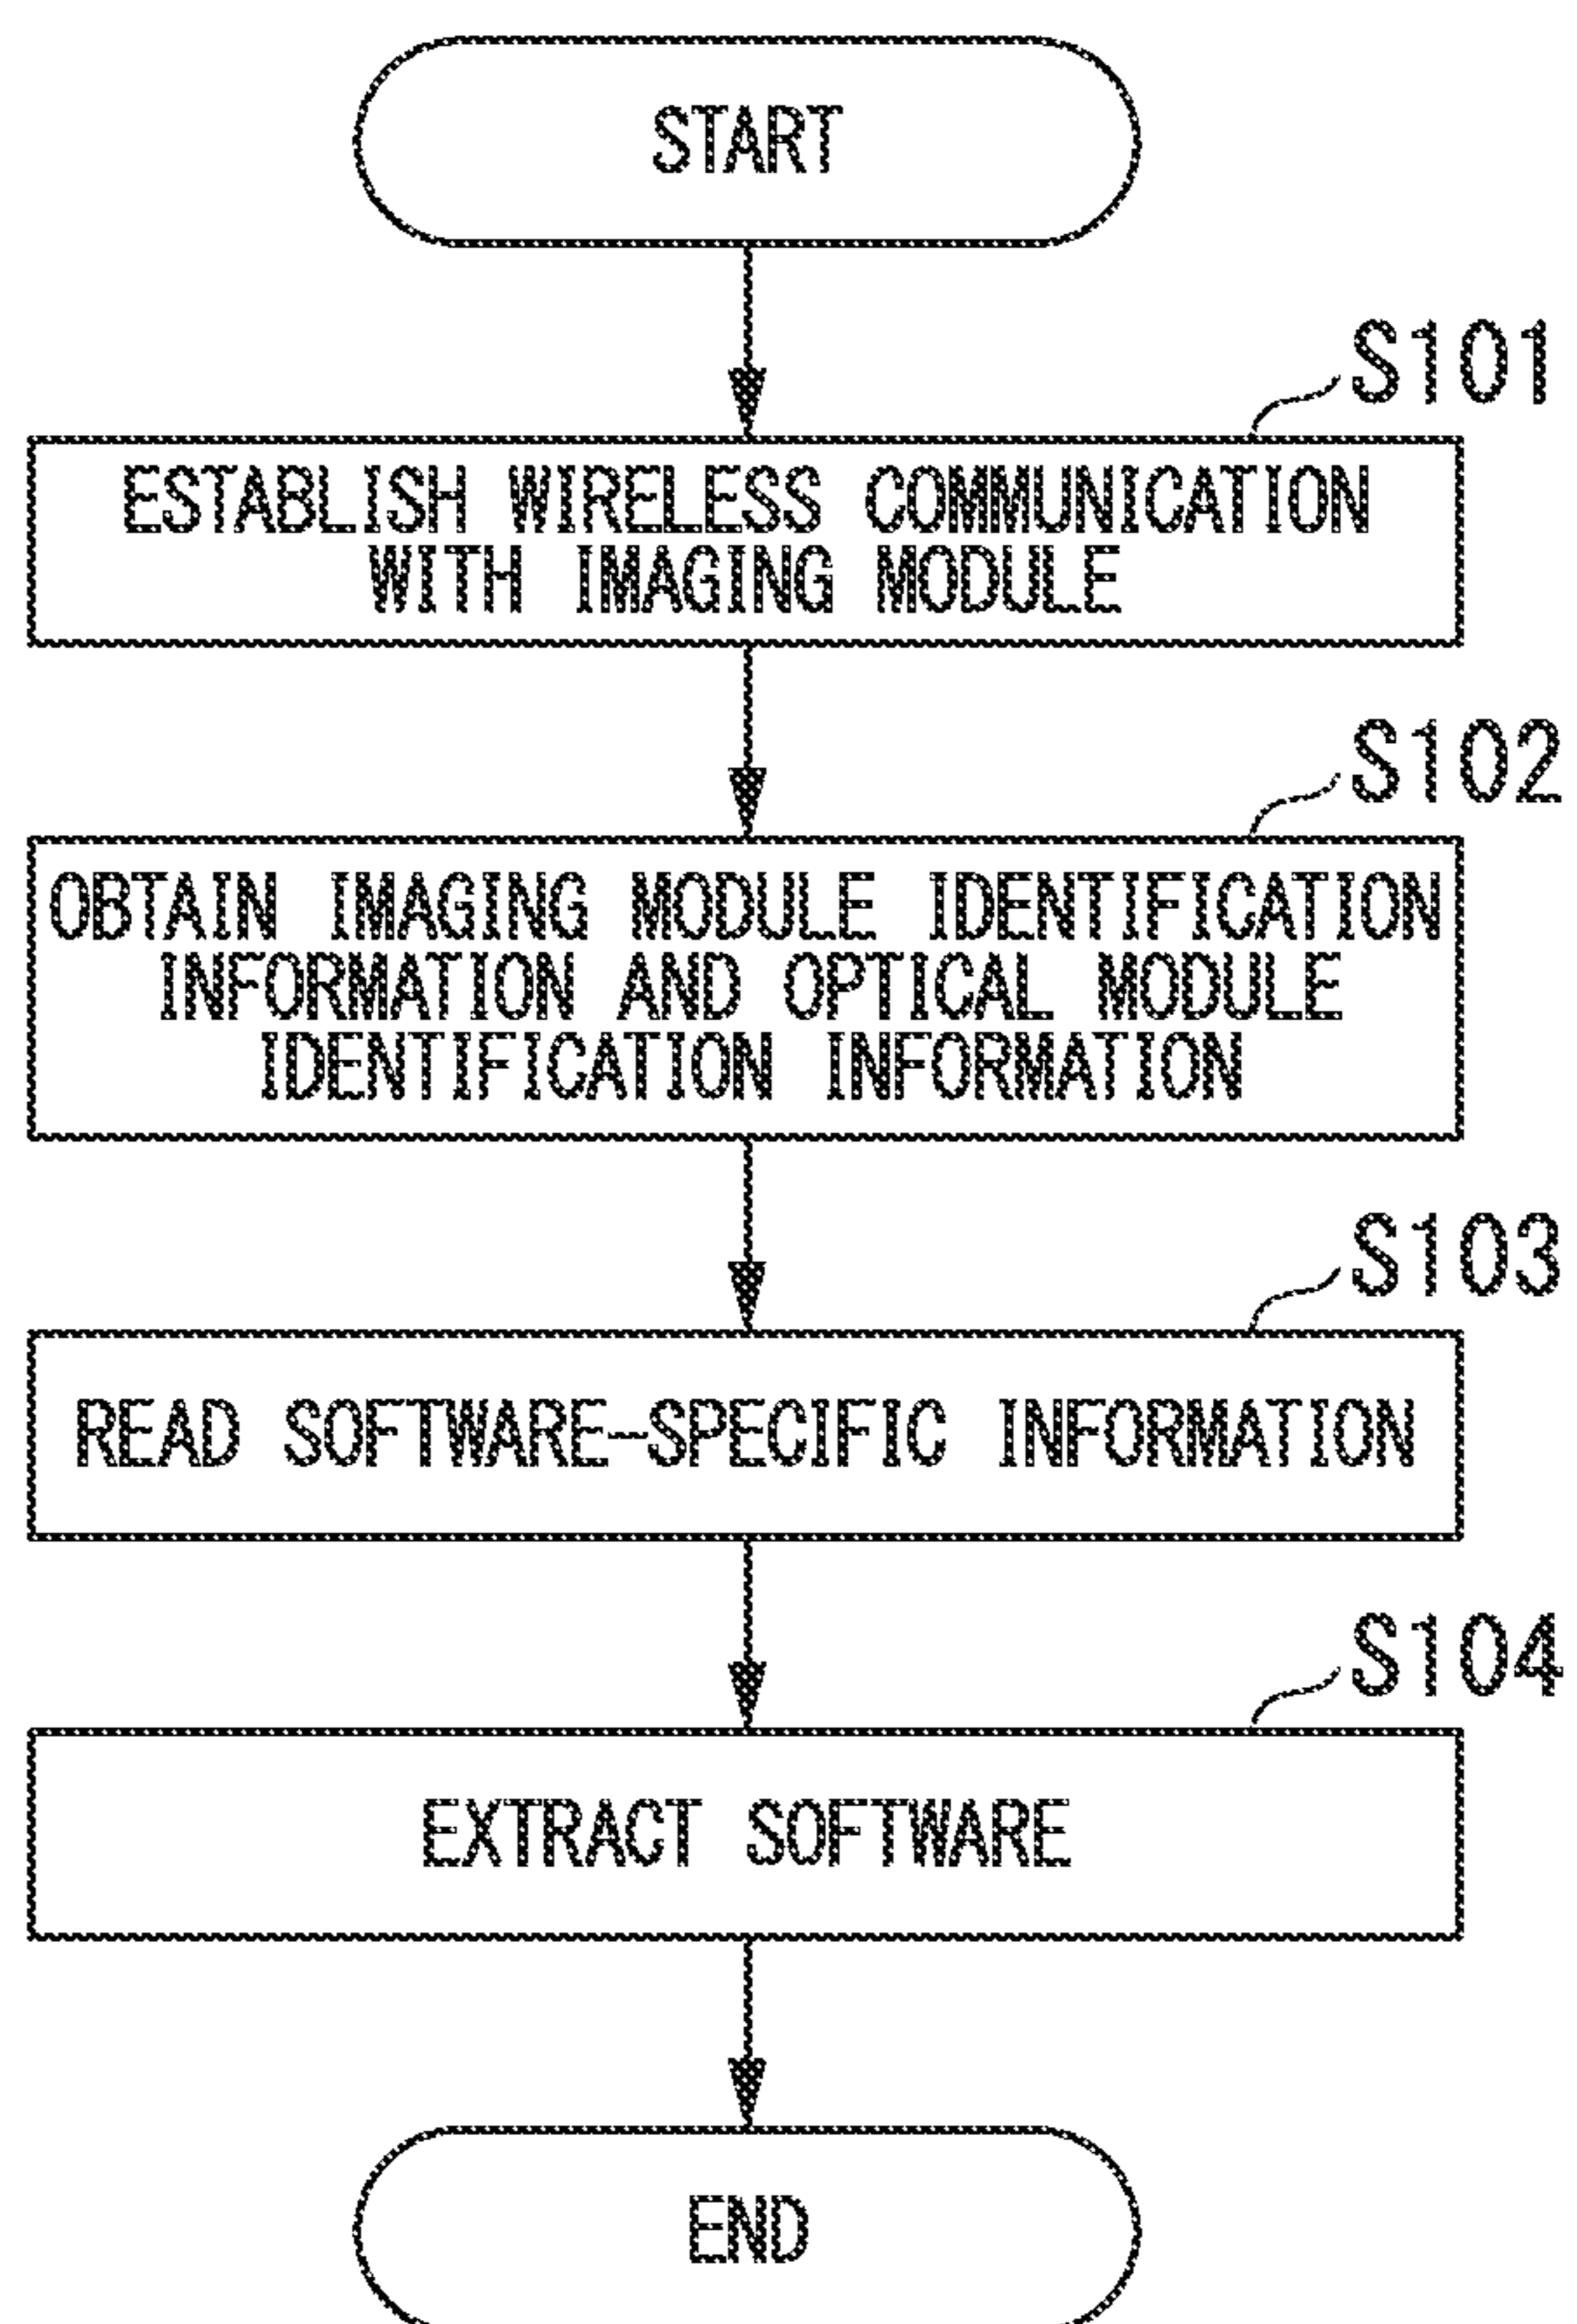 START
S101
ESTABLISH WIRELESS COMMUNICATION
WITH IMAGING MODULE
S102
OBTAIN IMAGING MODULE IDENTIFICATION
INFORMATION AND OPTICAL MODULE
IDENTIFICATION INFORMATION
S103
READ SOFTWARE-SPECIFIC INFORMATION
S104
EXTRACT SOFTWARE
END